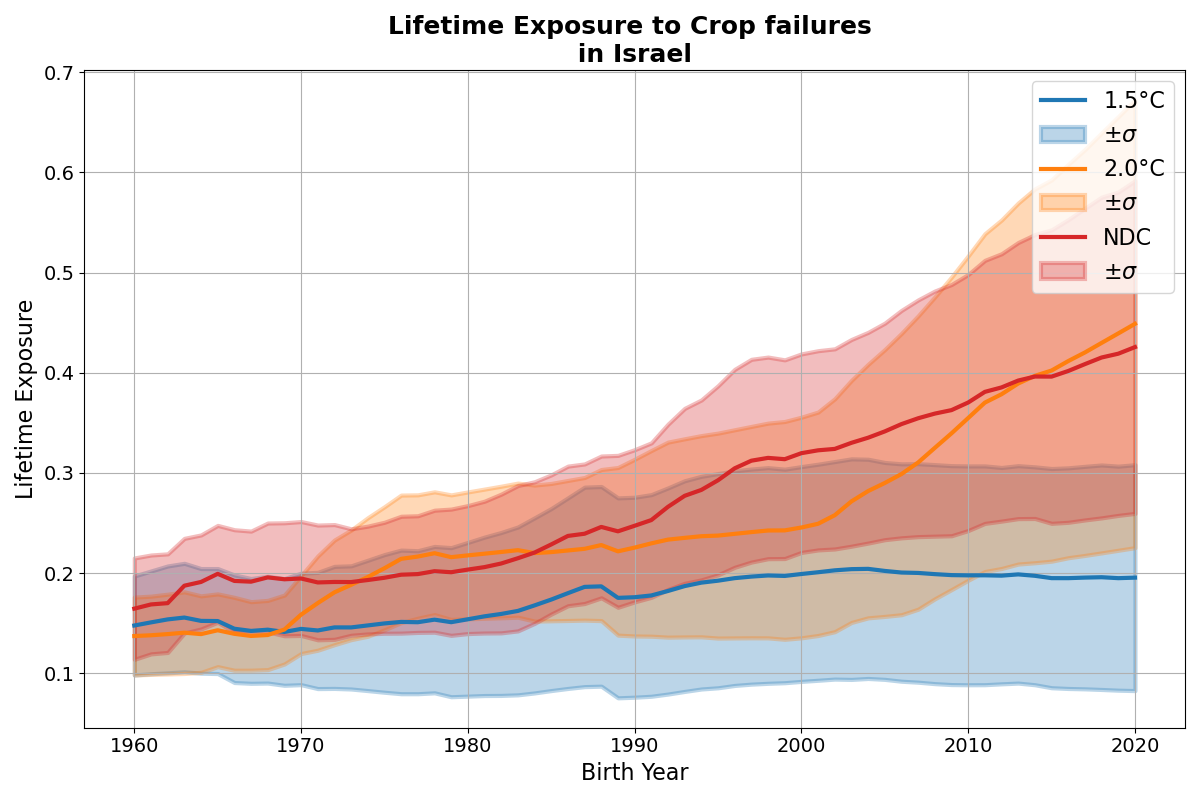 Lifetime Exposure to Crop failures
in Israel
0.7
0.6
0.5
0.4
0.3
0.2
0.1
Lifetime Exposure
1960
1970
1980
1990
2000
2010
2020
Birth Year
1.5°C
±σ
2.0°C
±σ
NDC
±σ